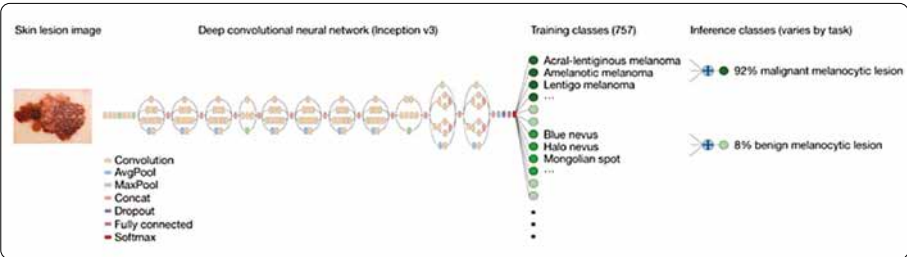 Skin lesion image
Deep convolutional neural network (Inception v3)
Training classes (757)
Inference classes (varies by task)
Acral-lentiginous melanoma
Amelanotic melanoma
Lentigo melanoma
...
Blue nevus
Halo nevus
Mongolian spot
...
92% malignant melanocytic lesion
8% benign melanocytic lesion
Convolution
AvgPool
MaxPool
Concat
Dropout
Fully connected
Softmax